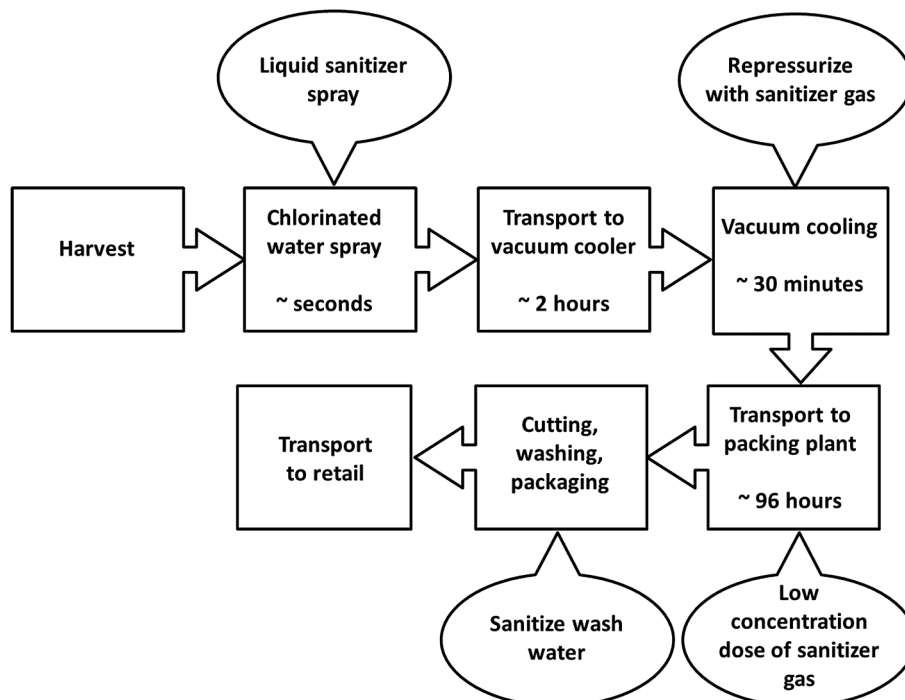 Liquid sanitizer
spray
Repressurize
with sanitizer gas
Harvest
Chlorinated
water spray
~ seconds
Transport to
vacuum cooler
~ 2 hours
Vacuum cooling
~ 30 minutes
Transport
to retail
Cutting,
washing,
packaging
Transport to
packing plant
~ 96 hours
Sanitize wash
water
Low
concentration
dose of sanitizer
gas